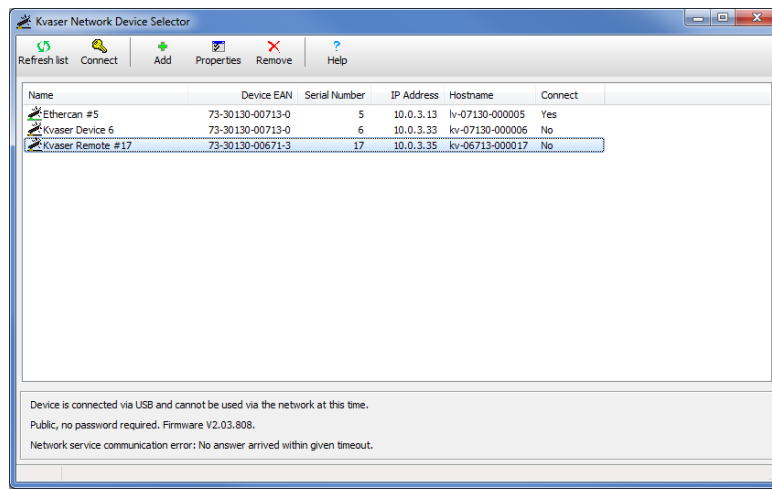 Kvaser Network Device Selector
Refresh list Connect Add Properties Remove Help
Name Device EAN Serial Number IP Address Hostname Connect
Ethercan #5 73-30130-00713-0 5 10.0.3.13 lv-07130-000005 Yes
Kvaser Device 6 73-30130-00713-0 6 10.0.3.33 kv-07130-000006 No
Kvaser Remote #17 73-30130-00671-3 17 10.0.3.35 kv-06713-000017 No
Device is connected via USB and cannot be used via the network at this time.
Public, no password required. Firmware V2.03.808.
Network service communication error: No answer arrived within given timeout.